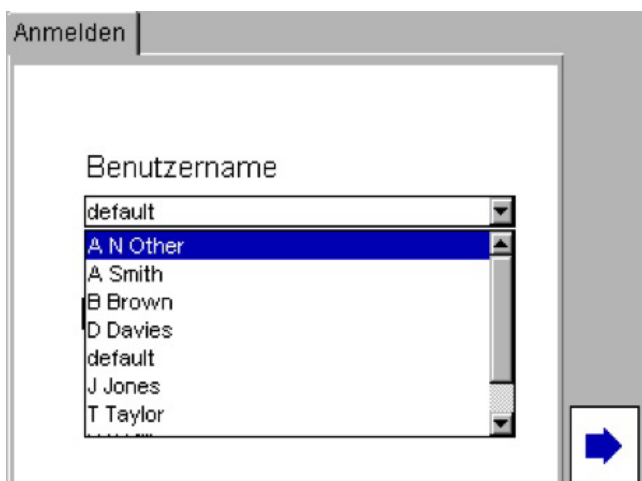 Anmelden
Benutzername
default
A N Other
A Smith
B Brown
D Davies
default
J Jones
T Taylor